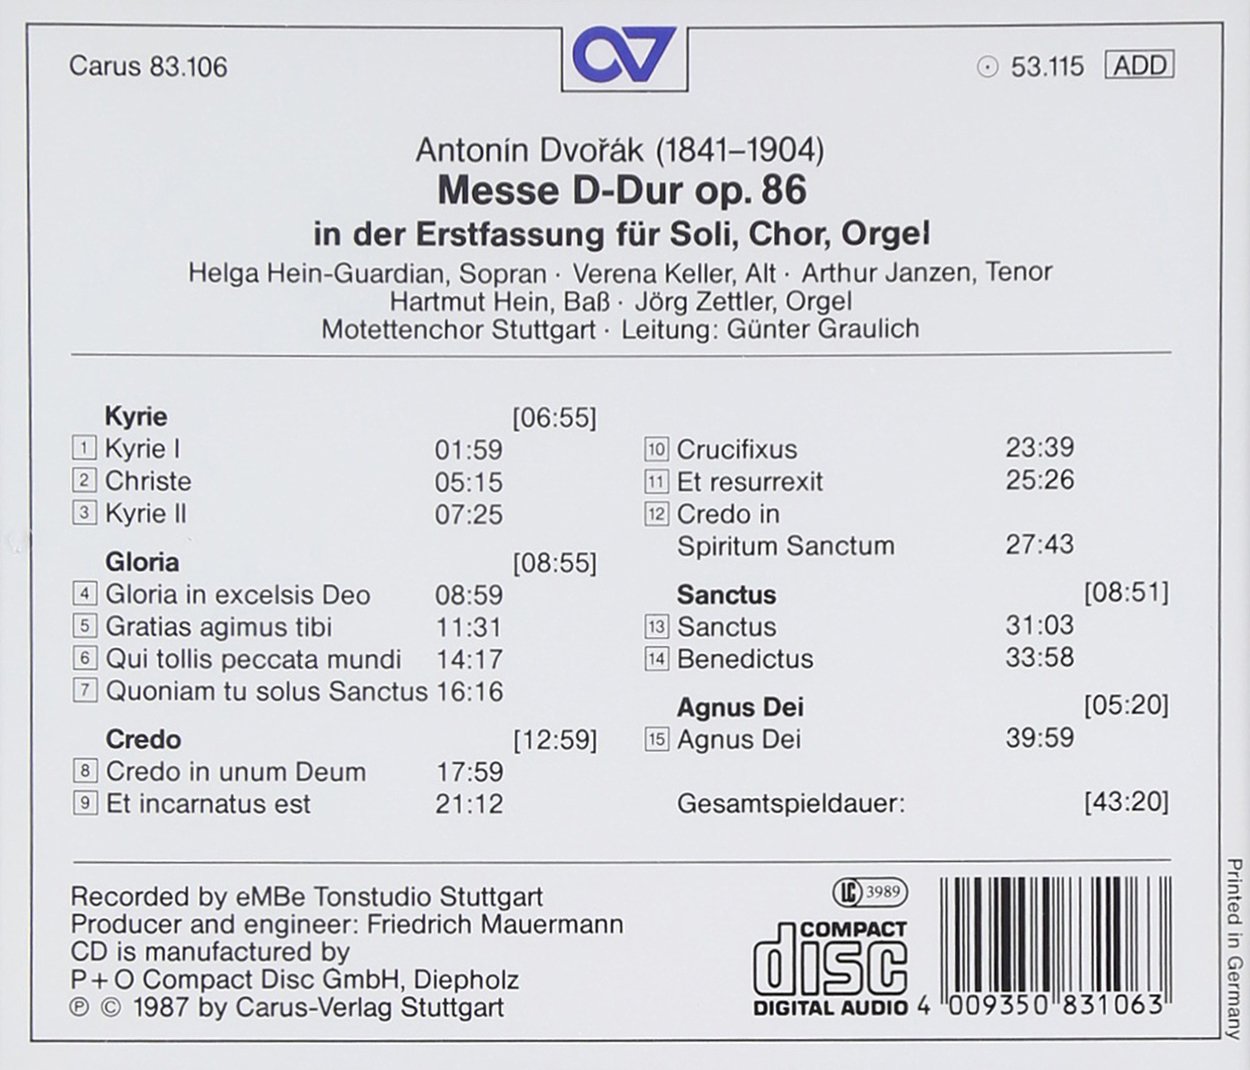 Carus 83.106
53.115 ADD
Antonín Dvořák (1841–1904)
Messe D-Dur op. 86
in der Erstfassung für Soli, Chor, Orgel
Helga Hein-Guardian, Sopran · Verena Keller, Alt · Arthur Janzen, Tenor
Hartmut Hein, Baß · Jörg Zettler, Orgel
Motettenchor Stuttgart · Leitung: Günter Graulich
Kyrie [06:55]
1 Kyrie I 01:59
2 Christe 05:15
3 Kyrie II 07:25
Gloria [08:55]
4 Gloria in excelsis Deo 08:59
5 Gratias agimus tibi 11:31
6 Qui tollis peccata mundi 14:17
7 Quoniam tu solus Sanctus 16:16
Credo [12:59]
8 Credo in unum Deum 17:59
9 Et incarnatus est 21:12
10 Crucifixus 23:39
11 Et resurrexit 25:26
12 Credo in
Spiritum Sanctum 27:43
Sanctus [08:51]
13 Sanctus 31:03
14 Benedictus 33:58
Agnus Dei [05:20]
15 Agnus Dei 39:59
Gesamtspieldauer: [43:20]
Recorded by eMBe Tonstudio Stuttgart
Producer and engineer: Friedrich Mauermann
CD is manufactured by
P+O Compact Disc GmbH, Diepholz
℗ © 1987 by Carus-Verlag Stuttgart
LC 3989
COMPACT
disc
DIGITAL AUDIO
4 009350 831063
Printed in Germany